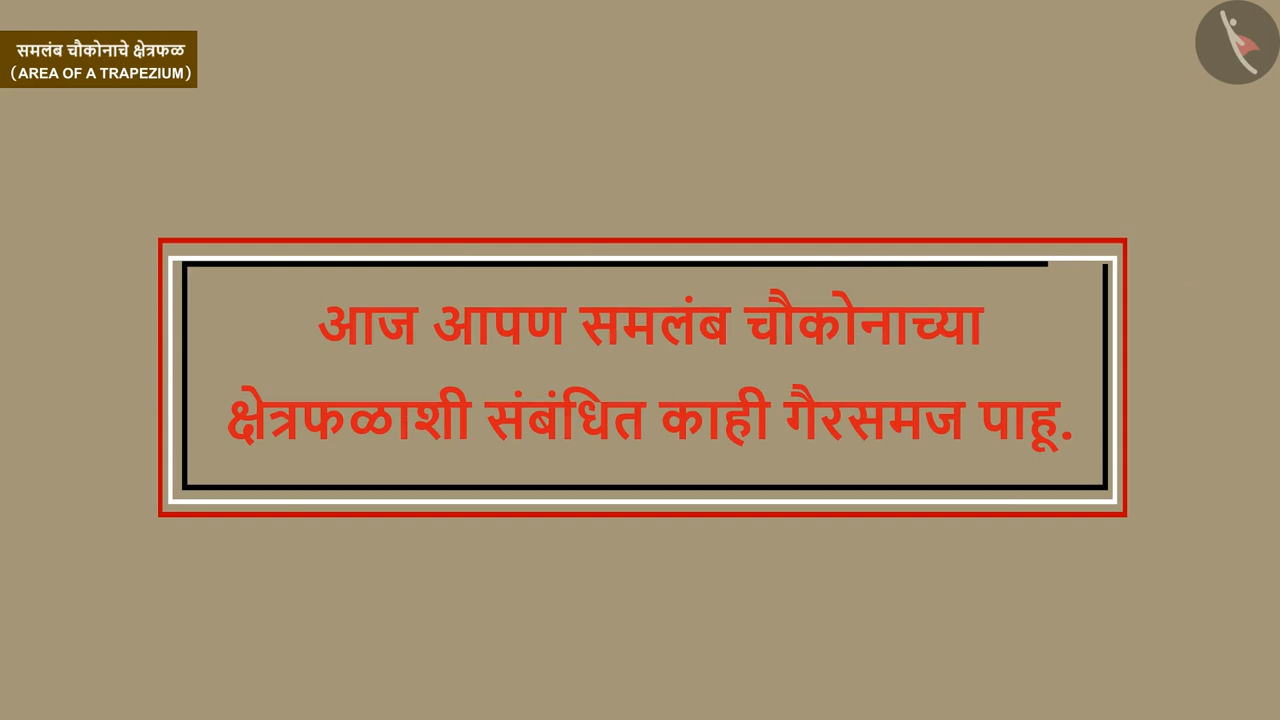 समलंब चौकोनाचे क्षेत्रफळ
(AREA OF A TRAPEZIUM)
आज आपण समलंब चौकोनाच्या
क्षेत्रफळाशी संबंधित काही गैरसमज पाहू.